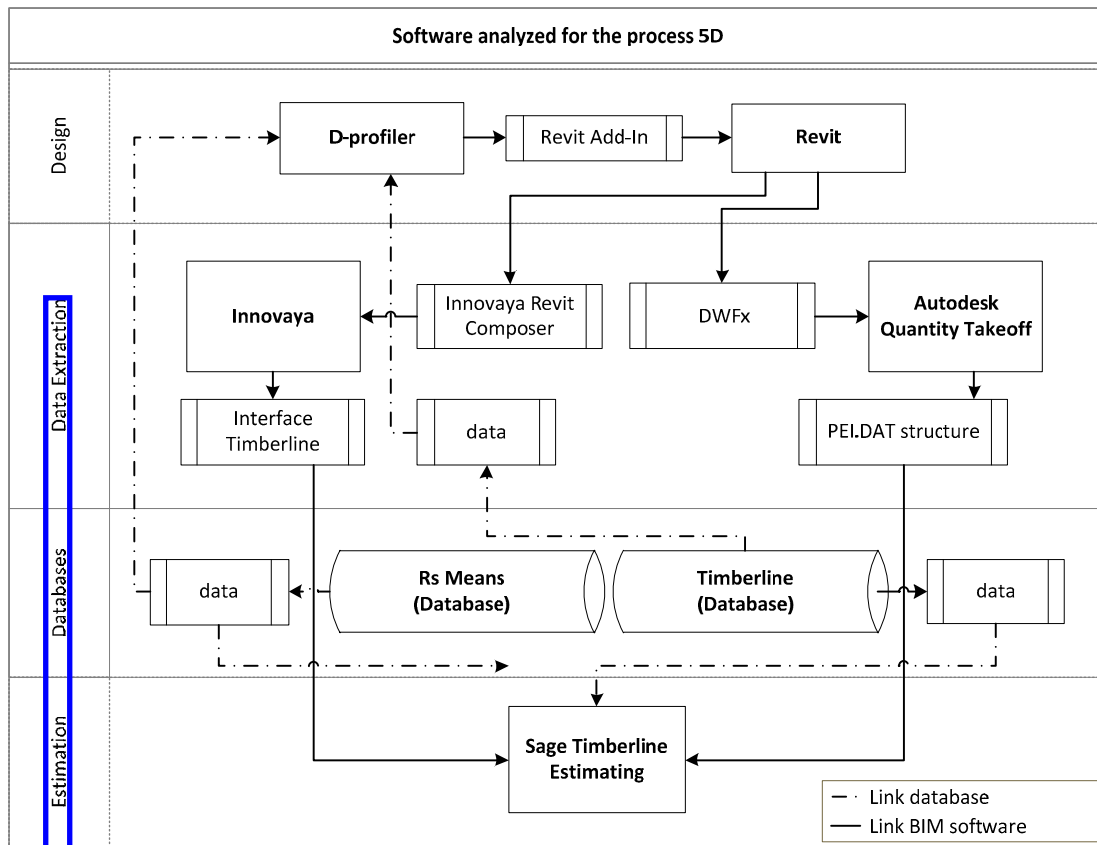 Software analyzed for the process 5D
Design
D-profiler
Revit Add-In
Revit
Data Extraction
Innovaya
Innovaya Revit
Composer
DWFx
Autodesk
Quantity Takeoff
Interface
Timberline
data
PEI.DAT structure
Databases
data
Rs Means
(Database)
Timberline
(Database)
data
Estimation
Sage Timberline
Estimating
Link database
Link BIM software